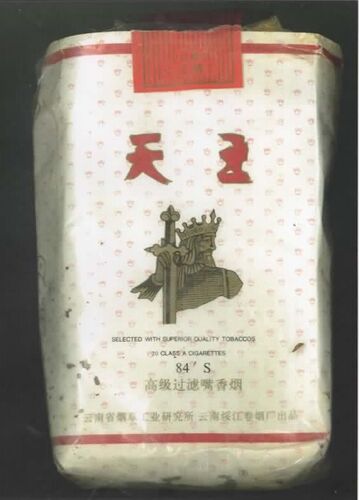 天王
SELECTED WITH SUPERIOR QUALITY TOBACCOS
20 CLASS A CIGARETTES
84' S
高级过滤嘴香烟
云南省烟草工业研究所 云南绥江卷烟厂出品